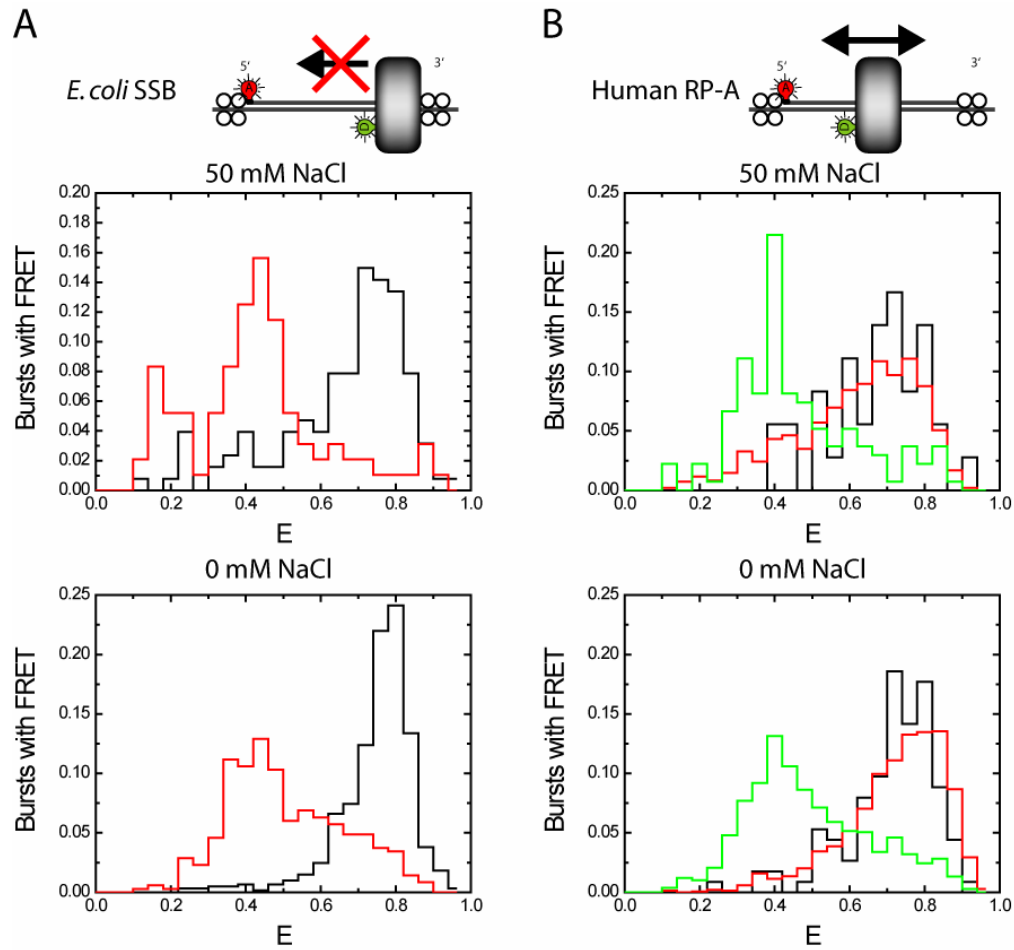 A
E.coli SSB
5' A D 3'
50 mM NaCl
Bursts with FRET
0.20
0.18
0.16
0.14
0.12
0.10
0.08
0.06
0.04
0.02
0.00
0.0 0.2 0.4 0.6 0.8 1.0
E
0 mM NaCl
Bursts with FRET
0.25
0.20
0.15
0.10
0.05
0.00
0.0 0.2 0.4 0.6 0.8 1.0
E
B
Human RP-A
5' A D 3'
50 mM NaCl
Bursts with FRET
0.25
0.20
0.15
0.10
0.05
0.00
0.0 0.2 0.4 0.6 0.8 1.0
E
0 mM NaCl
Bursts with FRET
0.25
0.20
0.15
0.10
0.05
0.00
0.0 0.2 0.4 0.6 0.8 1.0
E